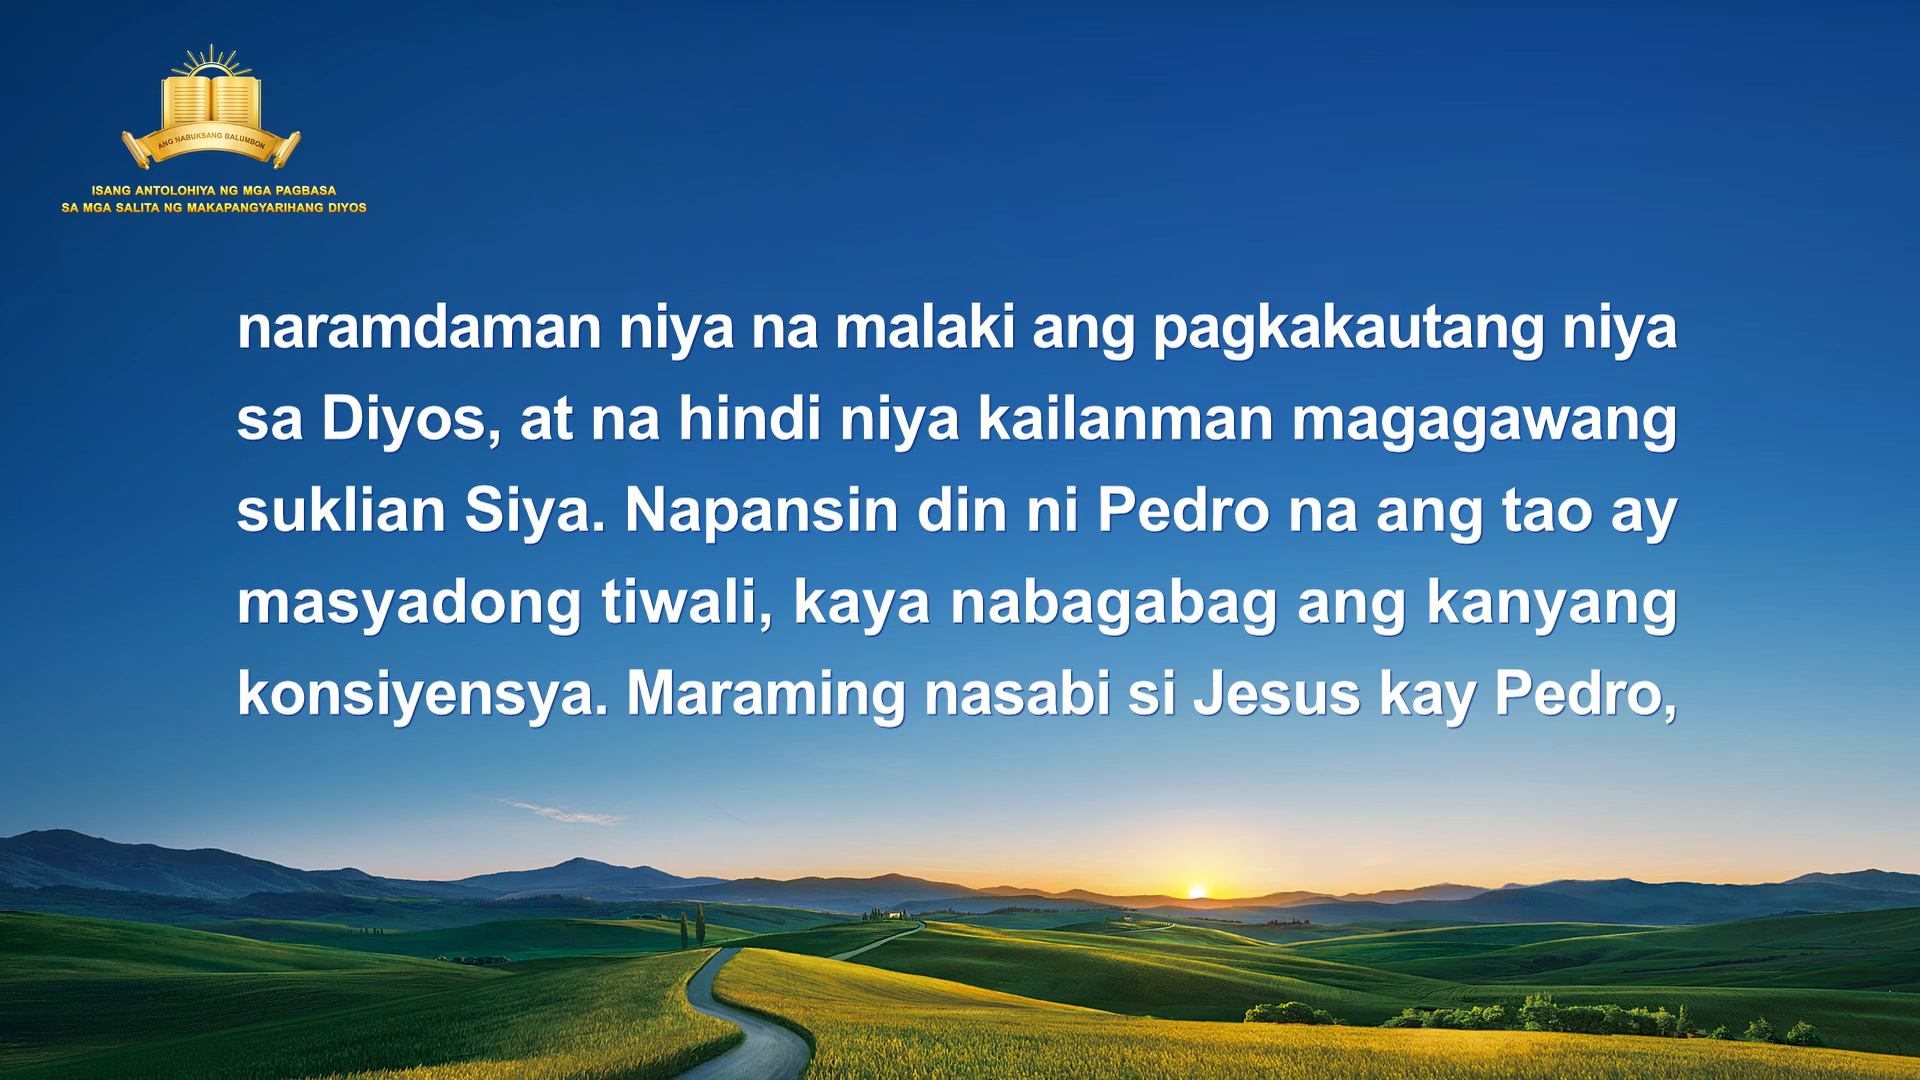 ANG NABUKSANG BALUMBON
ISANG ANTOLOHIYA NG MGA PAGBASA
SA MGA SALITA NG MAKAPANGYARIHANG DIYOS
naramdaman niya na malaki ang pagkakautang niya
sa Diyos, at na hindi niya kailanman magagawang
suklian Siya. Napansin din ni Pedro na ang tao ay
masyadong tiwali, kaya nabagabag ang kanyang
konsiyensya. Maraming nasabi si Jesus kay Pedro,